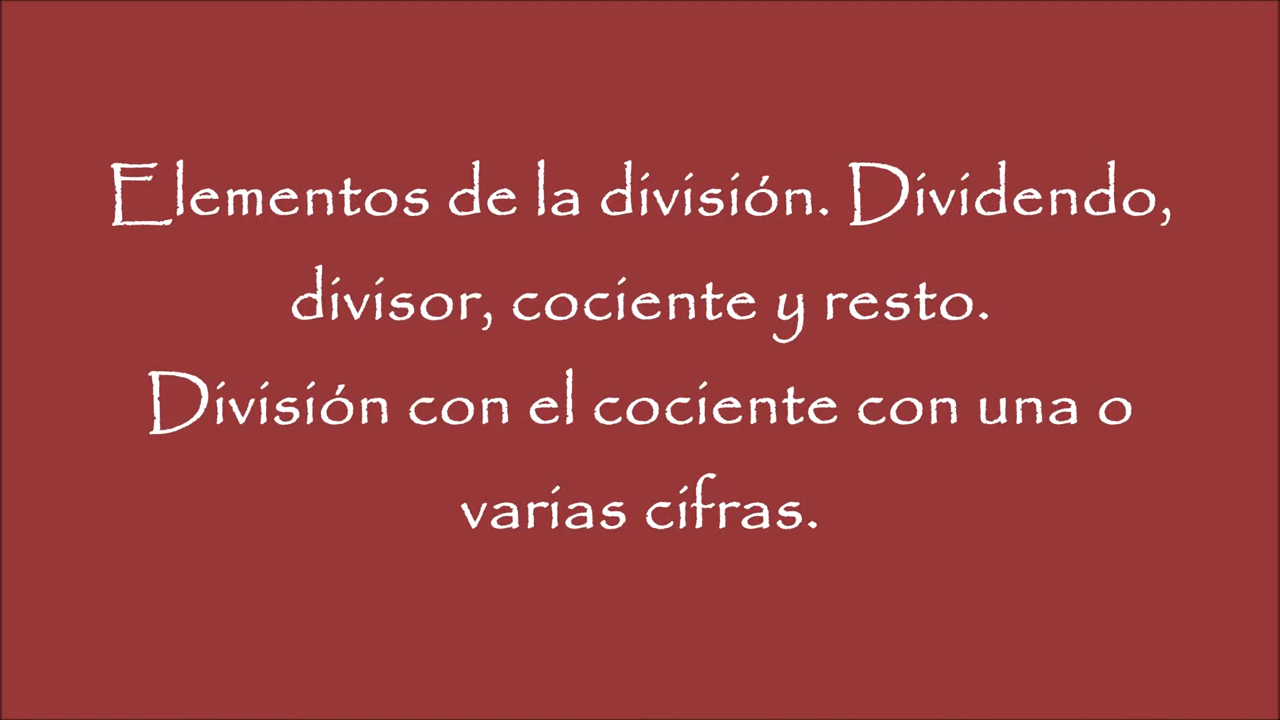 Elementos de la división. Dividendo,
divisor, cociente y resto.
División con el cociente con una o
varias cifras.